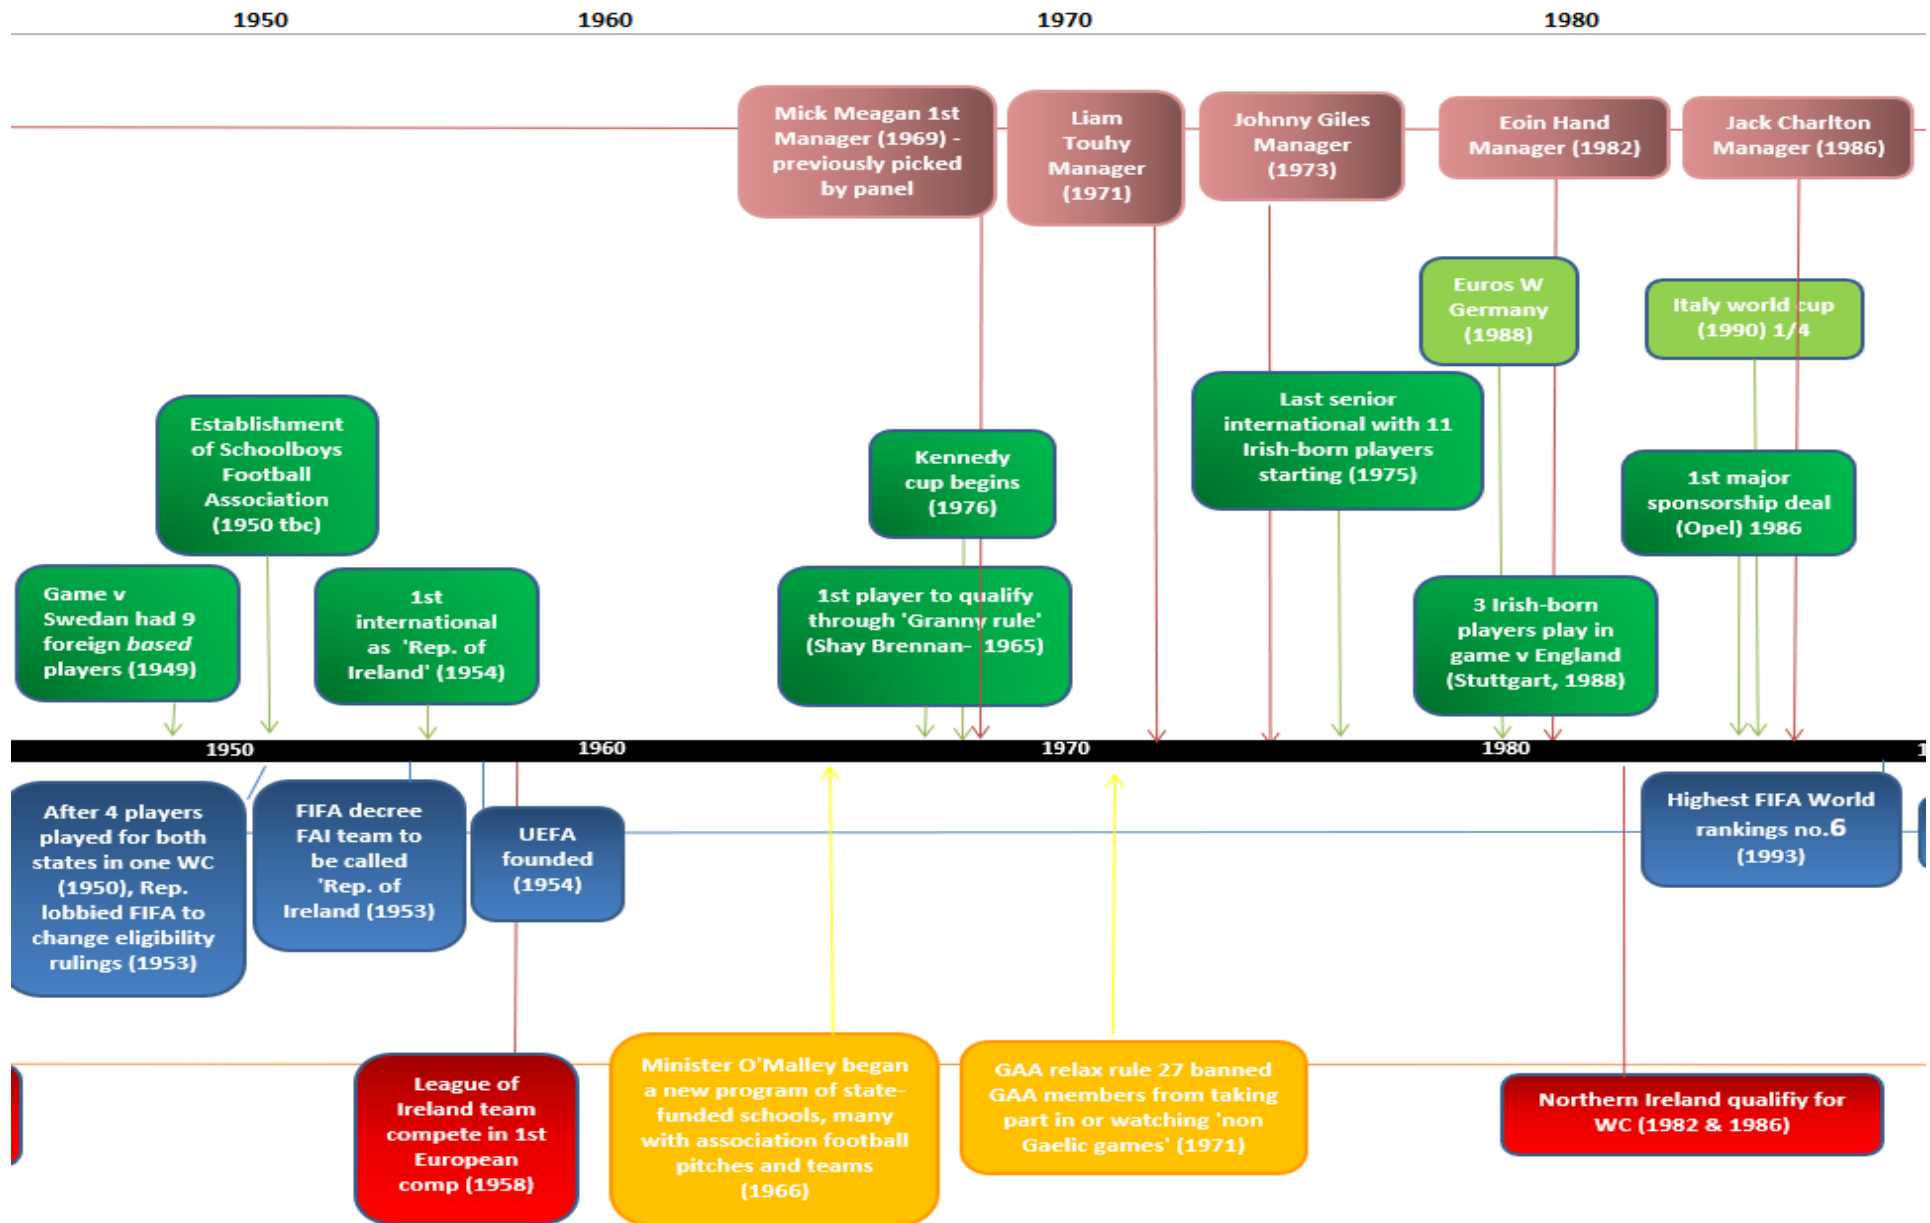 1950
1960
1970
1980
Mick Meagan 1st
Manager (1969) -
previously picked
by panel
Liam
Touhy
Manager
(1971)
Johnny Giles
Manager
(1973)
Eoin Hand
Manager (1982)
Jack Charlton
Manager (1986)
Euros W
Germany
(1988)
Italy world cup
(1990) 1/4
Establishment
of Schoolboys
Football
Association
(1950 tbc)
Kennedy
cup begins
(1976)
Last senior
international with 11
Irish-born players
starting (1975)
1st major
sponsorship deal
(Opel) 1986
Game v
Swedan had 9
foreign based
players (1949)
1st
international
as 'Rep. of
Ireland' (1954)
1st player to qualify
through 'Granny rule'
(Shay Brennan- 1965)
3 Irish-born
players play in
game v England
(Stuttgart, 1988)
1950
1960
1970
1980
1
After 4 players
played for both
states in one WC
(1950), Rep.
lobbied FIFA to
change eligibility
rulings (1953)
FIFA decree
FAI team to
be called
'Rep. of
Ireland (1953)
UEFA
founded
(1954)
Highest FIFA World
rankings no.6
(1993)
League of
Ireland team
compete in 1st
European
comp (1958)
Minister O'Malley began
a new program of state-
funded schools, many
with association football
pitches and teams
(1966)
GAA relax rule 27 banned
GAA members from taking
part in or watching 'non
Gaelic games' (1971)
Northern Ireland qualifiy for
WC (1982 & 1986)